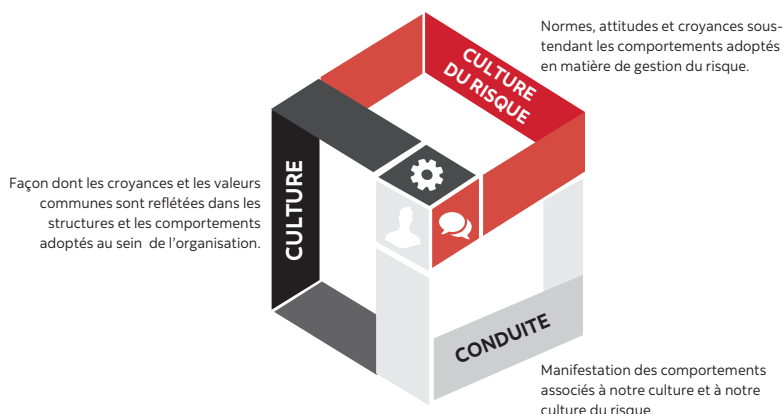 Normes, attitudes et croyances sous-
tendant les comportements adoptés
en matière de gestion du risque.
CULTURE
DU RISQUE
Façon dont les croyances et les valeurs
communes sont reflétées dans les
structures et les comportements
adoptés au sein de l'organisation.
CULTURE
CONDUITE
Manifestation des comportements
associés à notre culture et à notre
culture du risque.